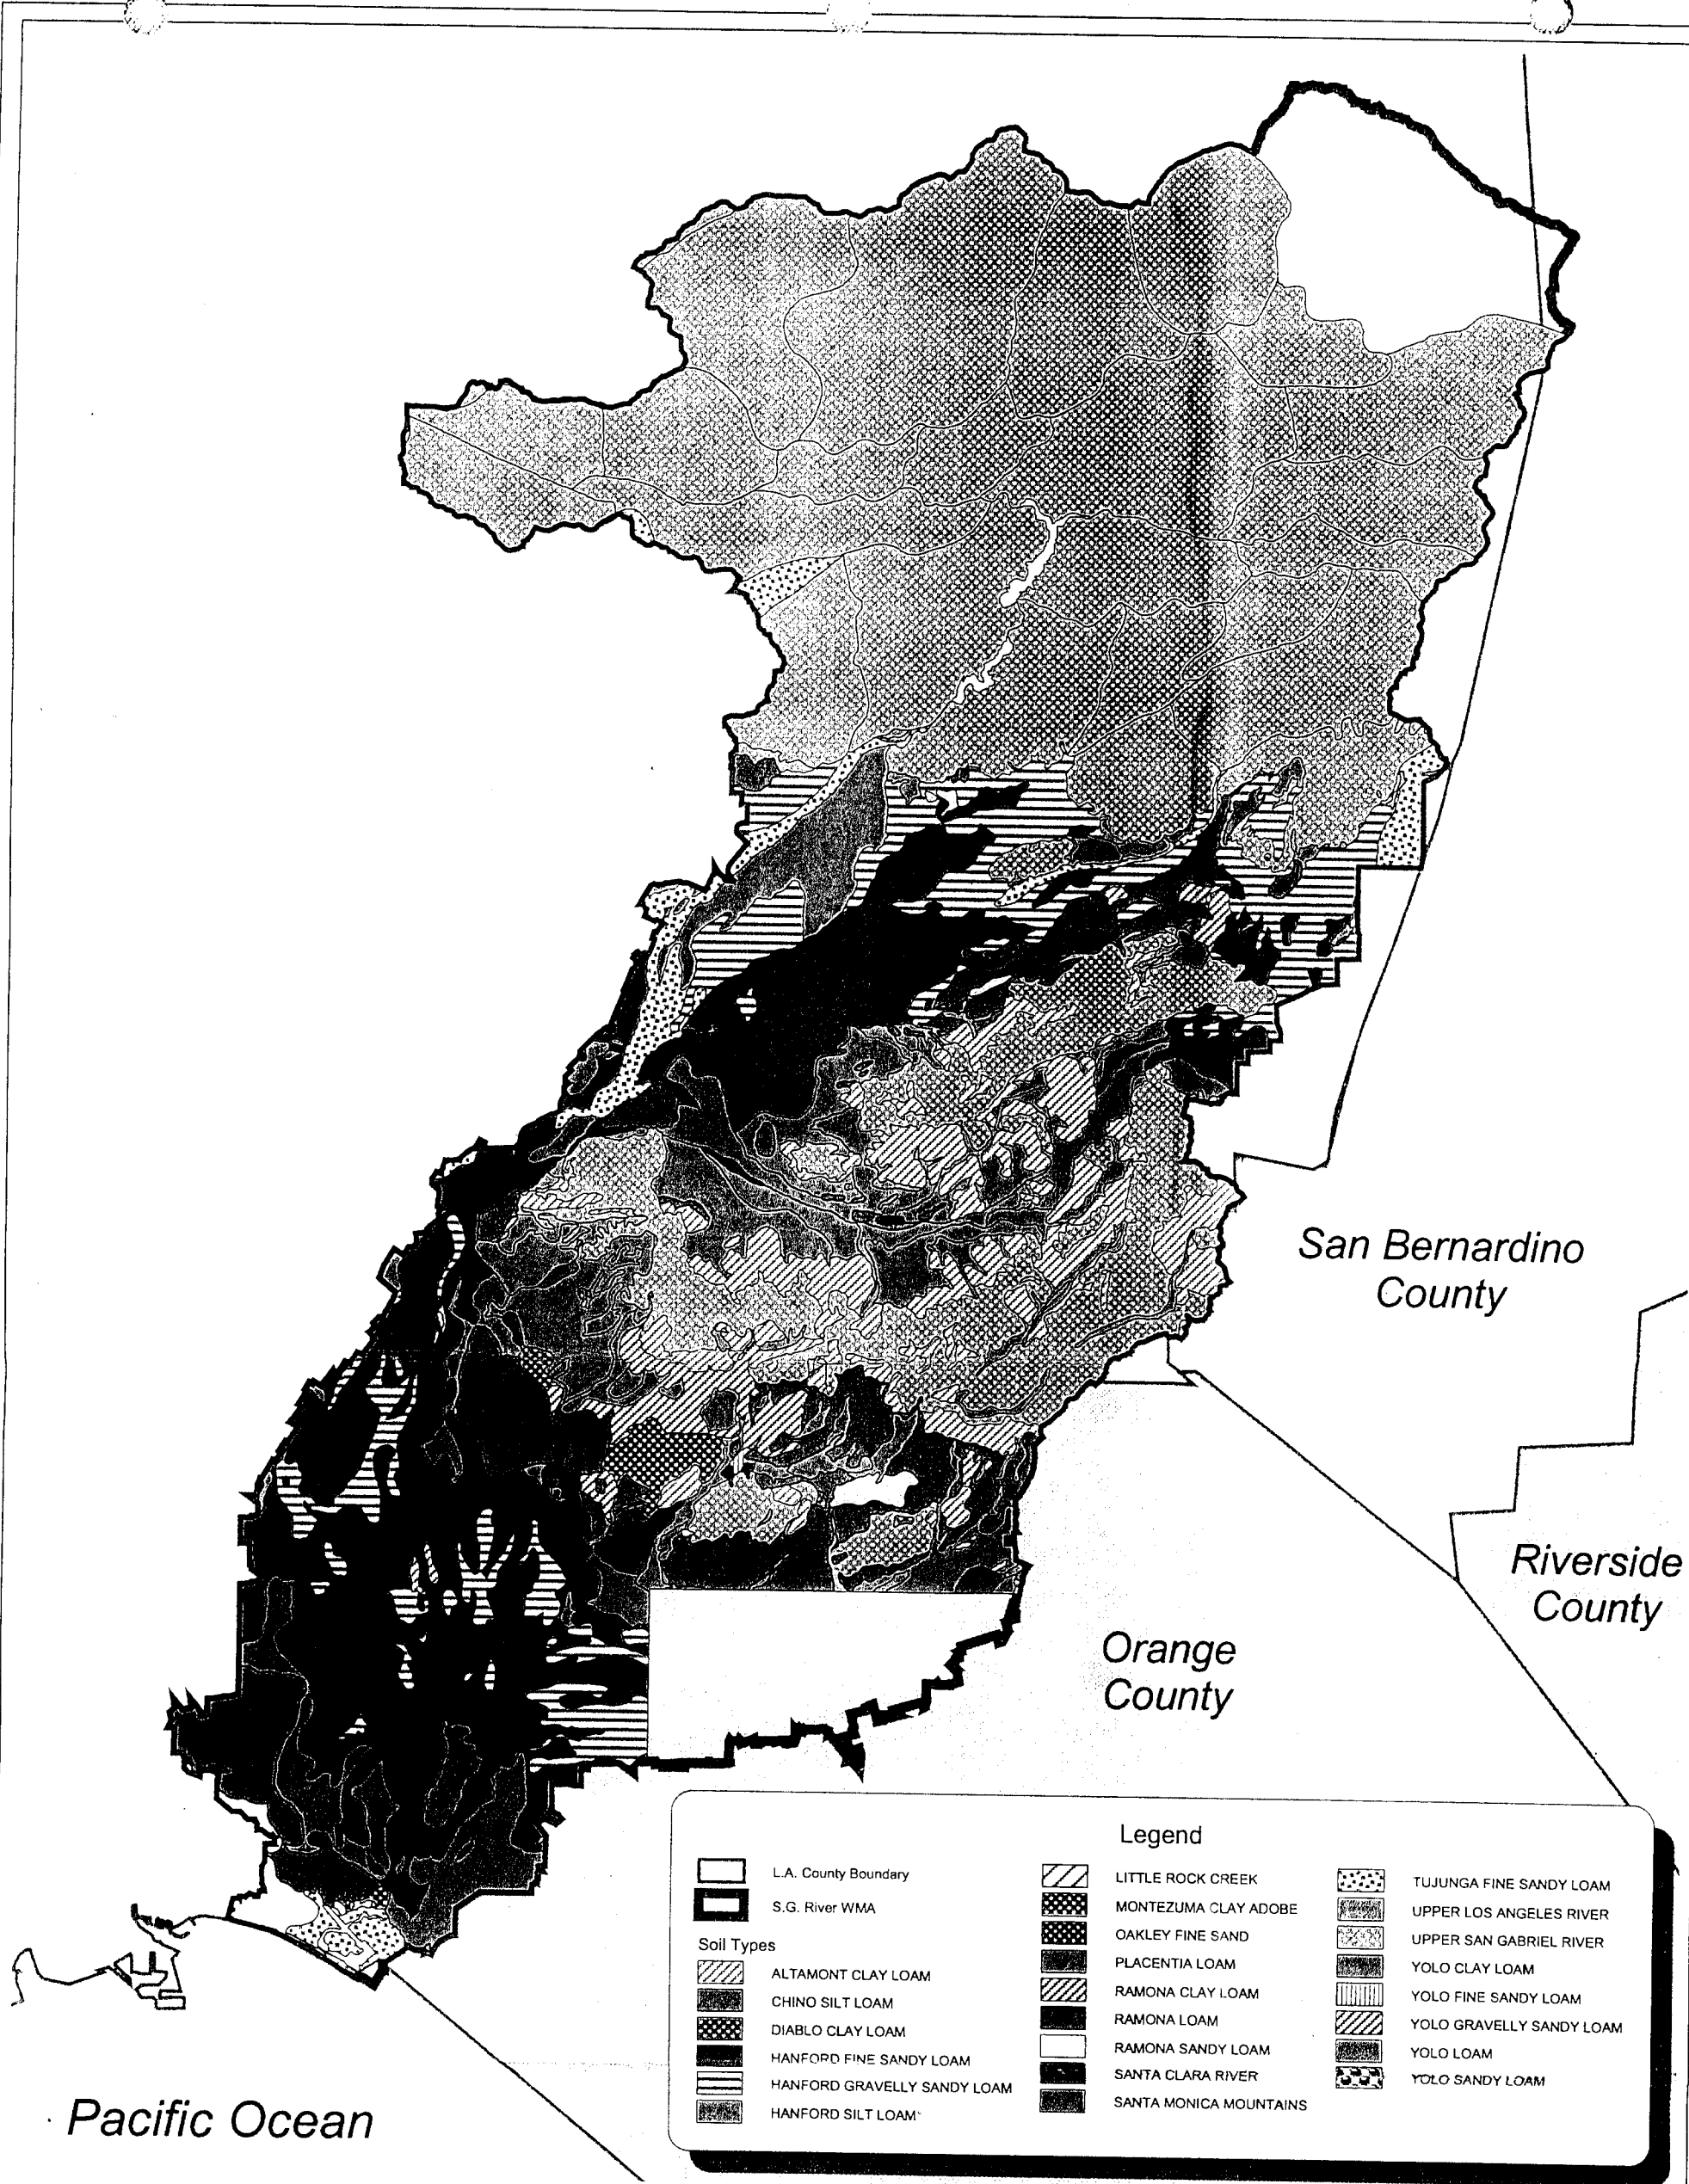 San Bernardino
County
Riverside
County
Orange
County
Pacific Ocean
Legend
L.A. County Boundary
S.G. River WMA
Soil Types
ALTAMONT CLAY LOAM
CHINO SILT LOAM
DIABLO CLAY LOAM
HANFORD FINE SANDY LOAM
HANFORD GRAVELLY SANDY LOAM
HANFORD SILT LOAM
LITTLE ROCK CREEK
MONTEZUMA CLAY ADOBE
OAKLEY FINE SAND
PLACENTIA LOAM
RAMONA CLAY LOAM
RAMONA LOAM
RAMONA SANDY LOAM
SANTA CLARA RIVER
SANTA MONICA MOUNTAINS
TUJUNGA FINE SANDY LOAM
UPPER LOS ANGELES RIVER
UPPER SAN GABRIEL RIVER
YOLO CLAY LOAM
YOLO FINE SANDY LOAM
YOLO GRAVELLY SANDY LOAM
YOLO LOAM
YOLO SANDY LOAM